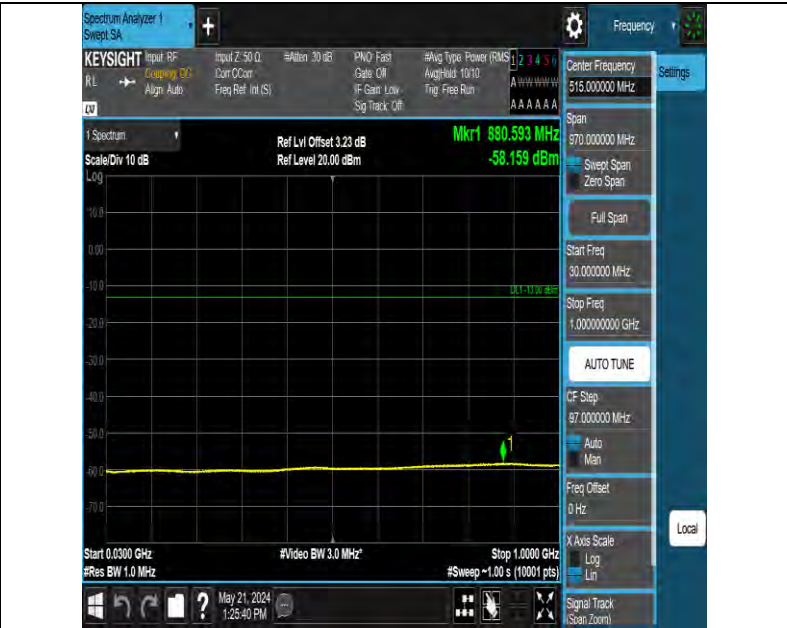 Spectrum Analyzer 1
Swept SA
+
Frequency
KEYSIGHT
Input: RF
Input Z: 50 Ω
#Atten: 30 dB
PNO: Fast
#Avg Type: Power (RMS
1 2 3 4 5 6
RL
Coupling: DC
Corr CCorr
Gate: Off
Avg|Hold: 10/10
Align: Auto
Freq Ref: Int (S)
IF Gain: Low
Trig: Free Run
Sig Track: Off
A W W W W W
A A A A A A
LXI
Settings
Center Frequency
515.000000 MHz
Span
970.000000 MHz
Swept Span
Zero Span
Full Span
Start Freq
30.000000 MHz
Stop Freq
1.000000000 GHz
AUTO TUNE
CF Step
97.000000 MHz
Auto
Man
Freq Offset
0 Hz
X Axis Scale
Log
Lin
Signal Track
(Span Zoom)
Local
1 Spectrum
Scale/Div 10 dB
Log
Ref Lvl Offset 3.23 dB
Ref Level 20.00 dBm
Mkr1 880.593 MHz
-58.159 dBm
10.0
0.00
-10.0
DL1 -13.00 dBm
-20.0
-30.0
-40.0
-50.0
1
-60.0
-70.0
Start 0.0300 GHz
#Video BW 3.0 MHz*
Stop 1.0000 GHz
#Res BW 1.0 MHz
#Sweep ~1.00 s (10001 pts)
?
May 21, 2024
1:25:40 PM